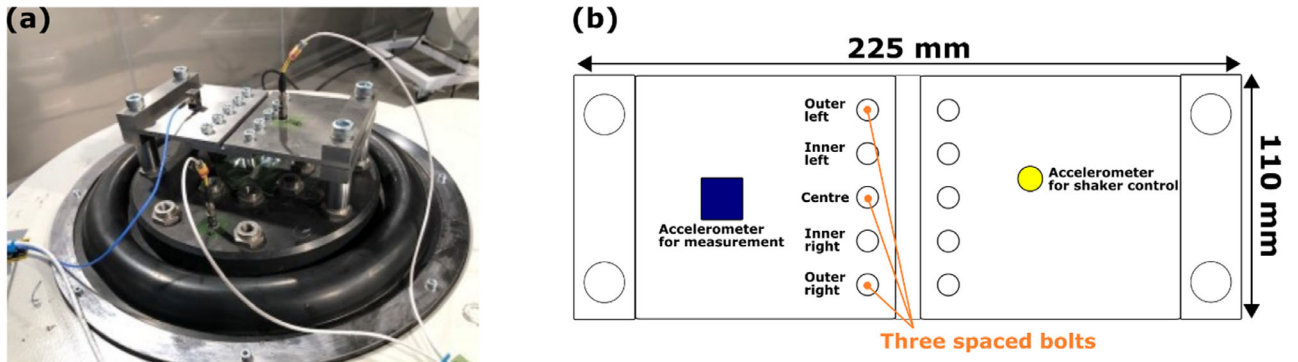 (a)
(b)
225 mm
Outer
left
Inner
left
Centre
Inner
right
Outer
right
Accelerometer
for measurement
Accelerometer
for shaker control
110 mm
Three spaced bolts